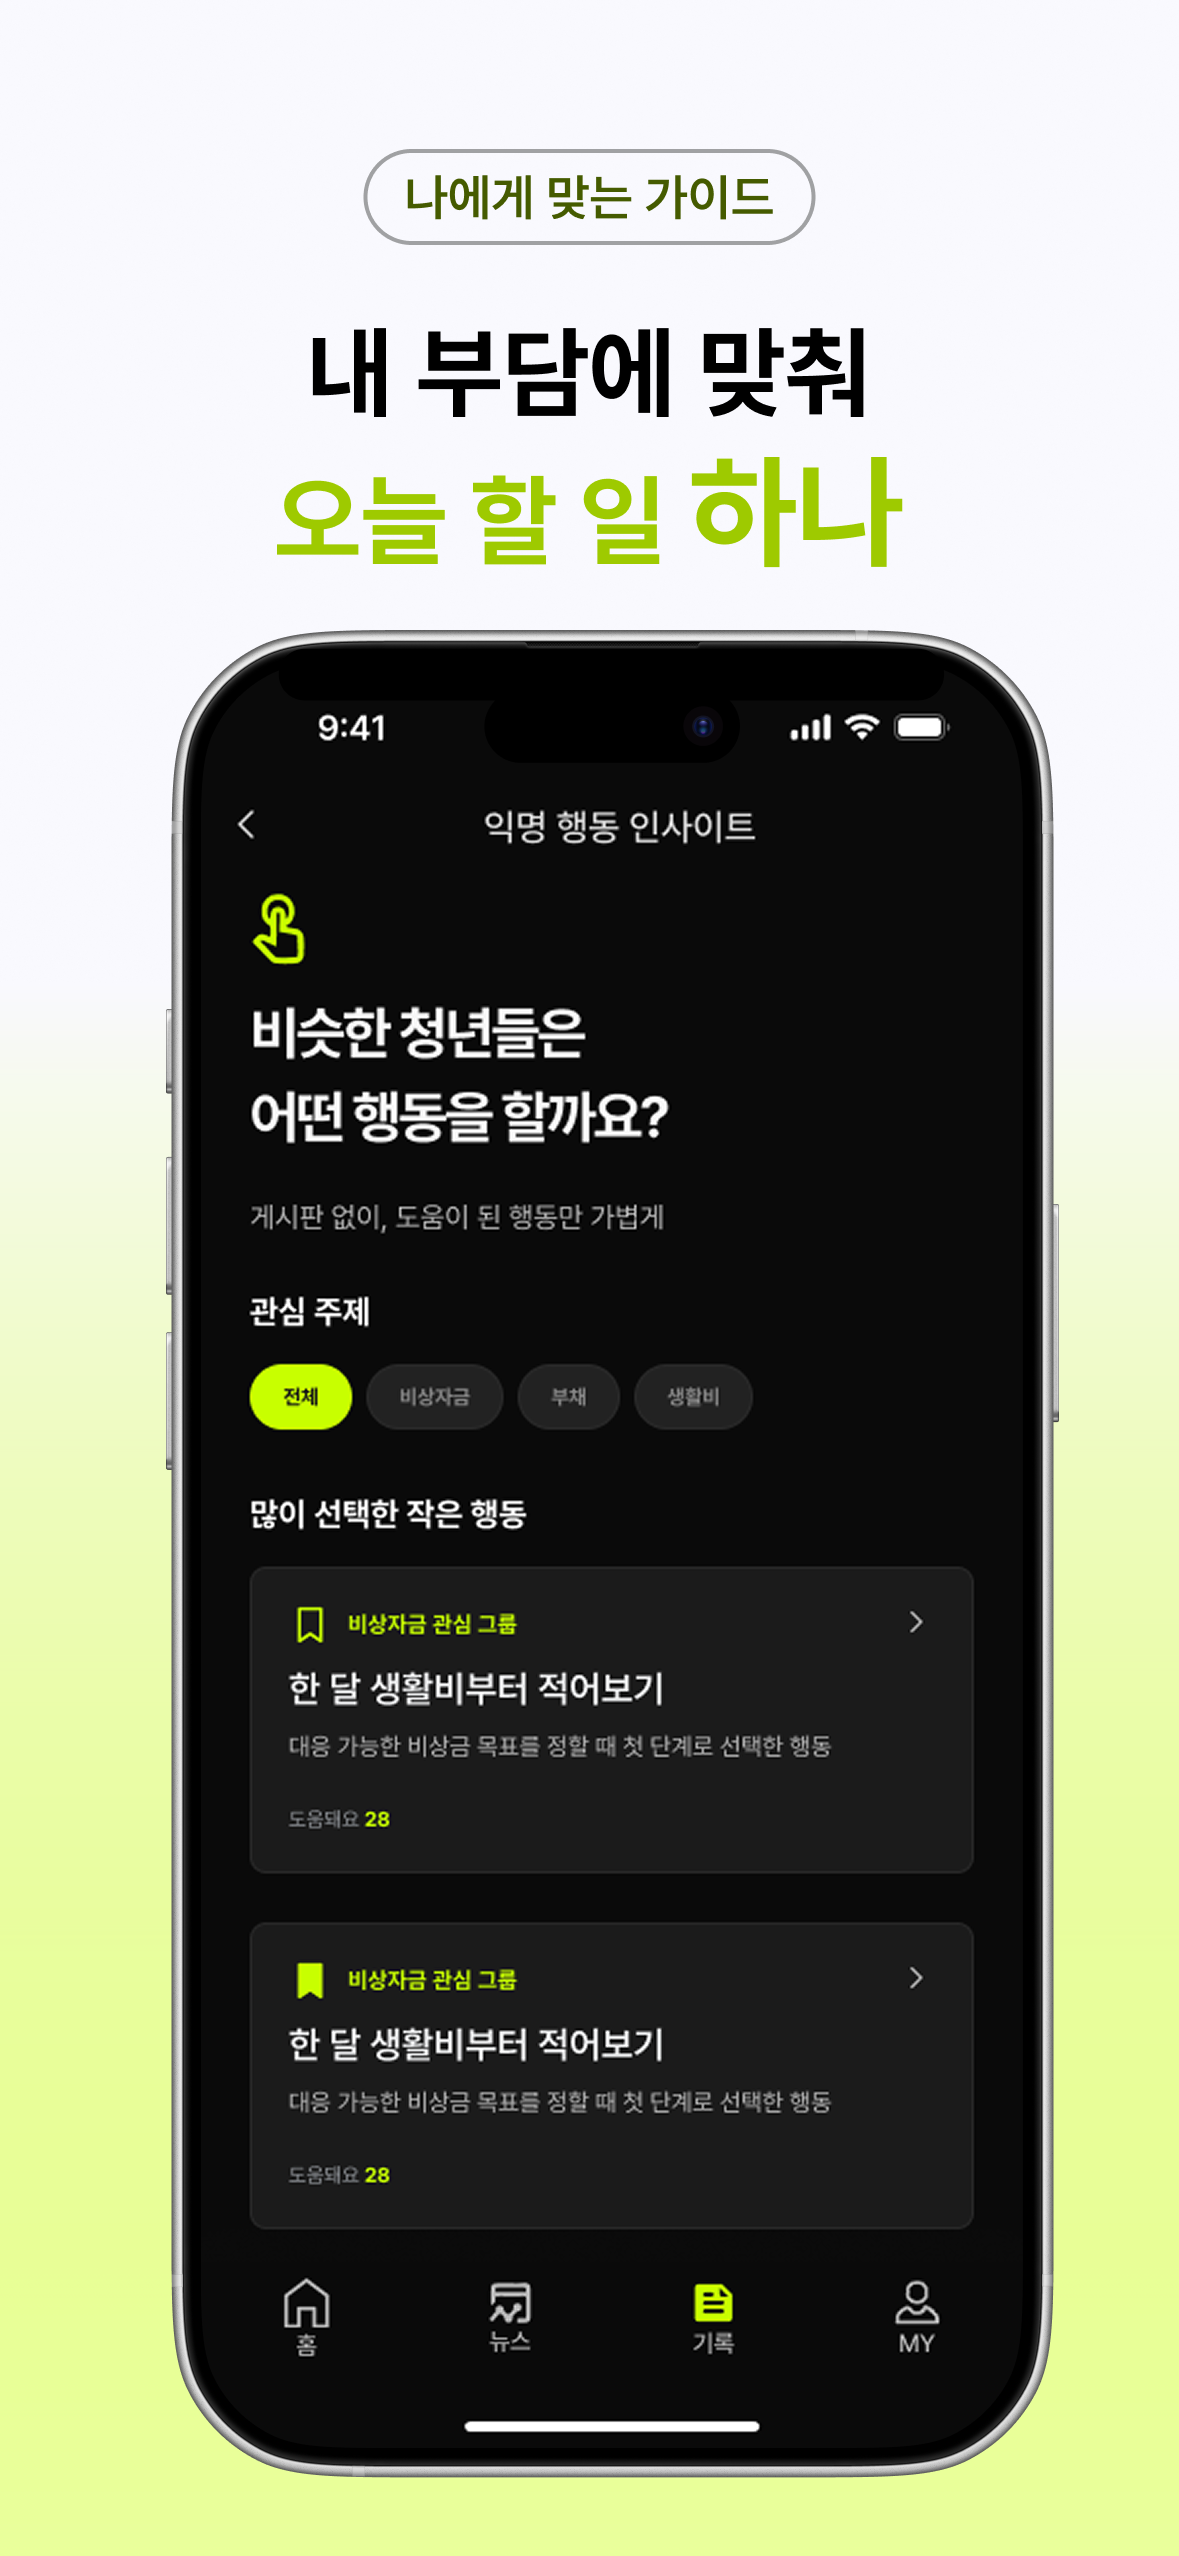 나에게 맞는 가이드
내 부담에 맞춰
오늘 할 일 하나
9:41
익명 행동 인사이트
비슷한 청년들은
어떤 행동을 할까요?
게시판 없이, 도움이 된 행동만 가볍게
관심 주제
전체 비상자금 부채 생활비
많이 선택한 작은 행동
비상자금 관심 그룹
한 달 생활비부터 적어보기
대응 가능한 비상금 목표를 정할 때 첫 단계로 선택한 행동
도움돼요 28
비상자금 관심 그룹
한 달 생활비부터 적어보기
대응 가능한 비상금 목표를 정할 때 첫 단계로 선택한 행동
도움돼요 28
홈 뉴스 기록 MY